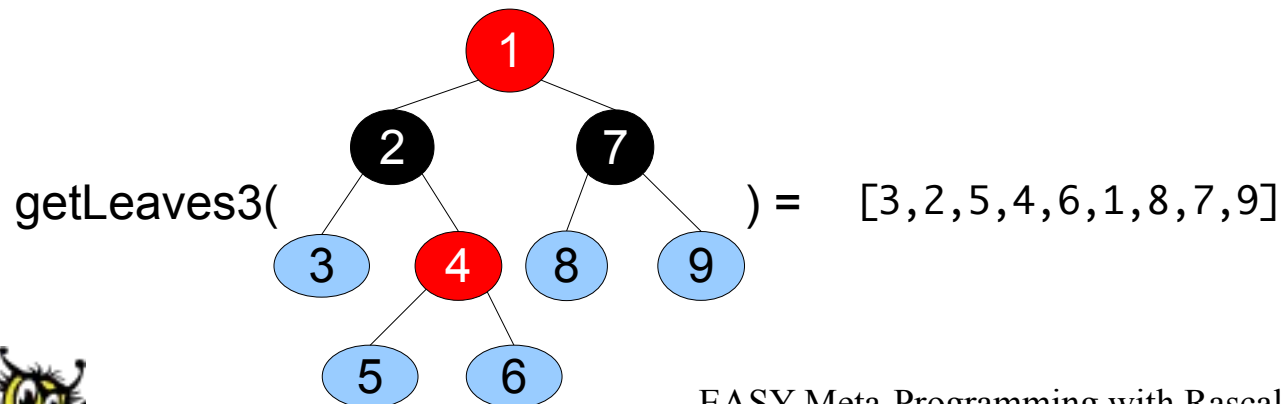 1
2 7
getLeaves3( ) = [3,2,5,4,6,1,8,7,9]
3 4 8 9
5 6
EASY Meta-Programming with Rascal